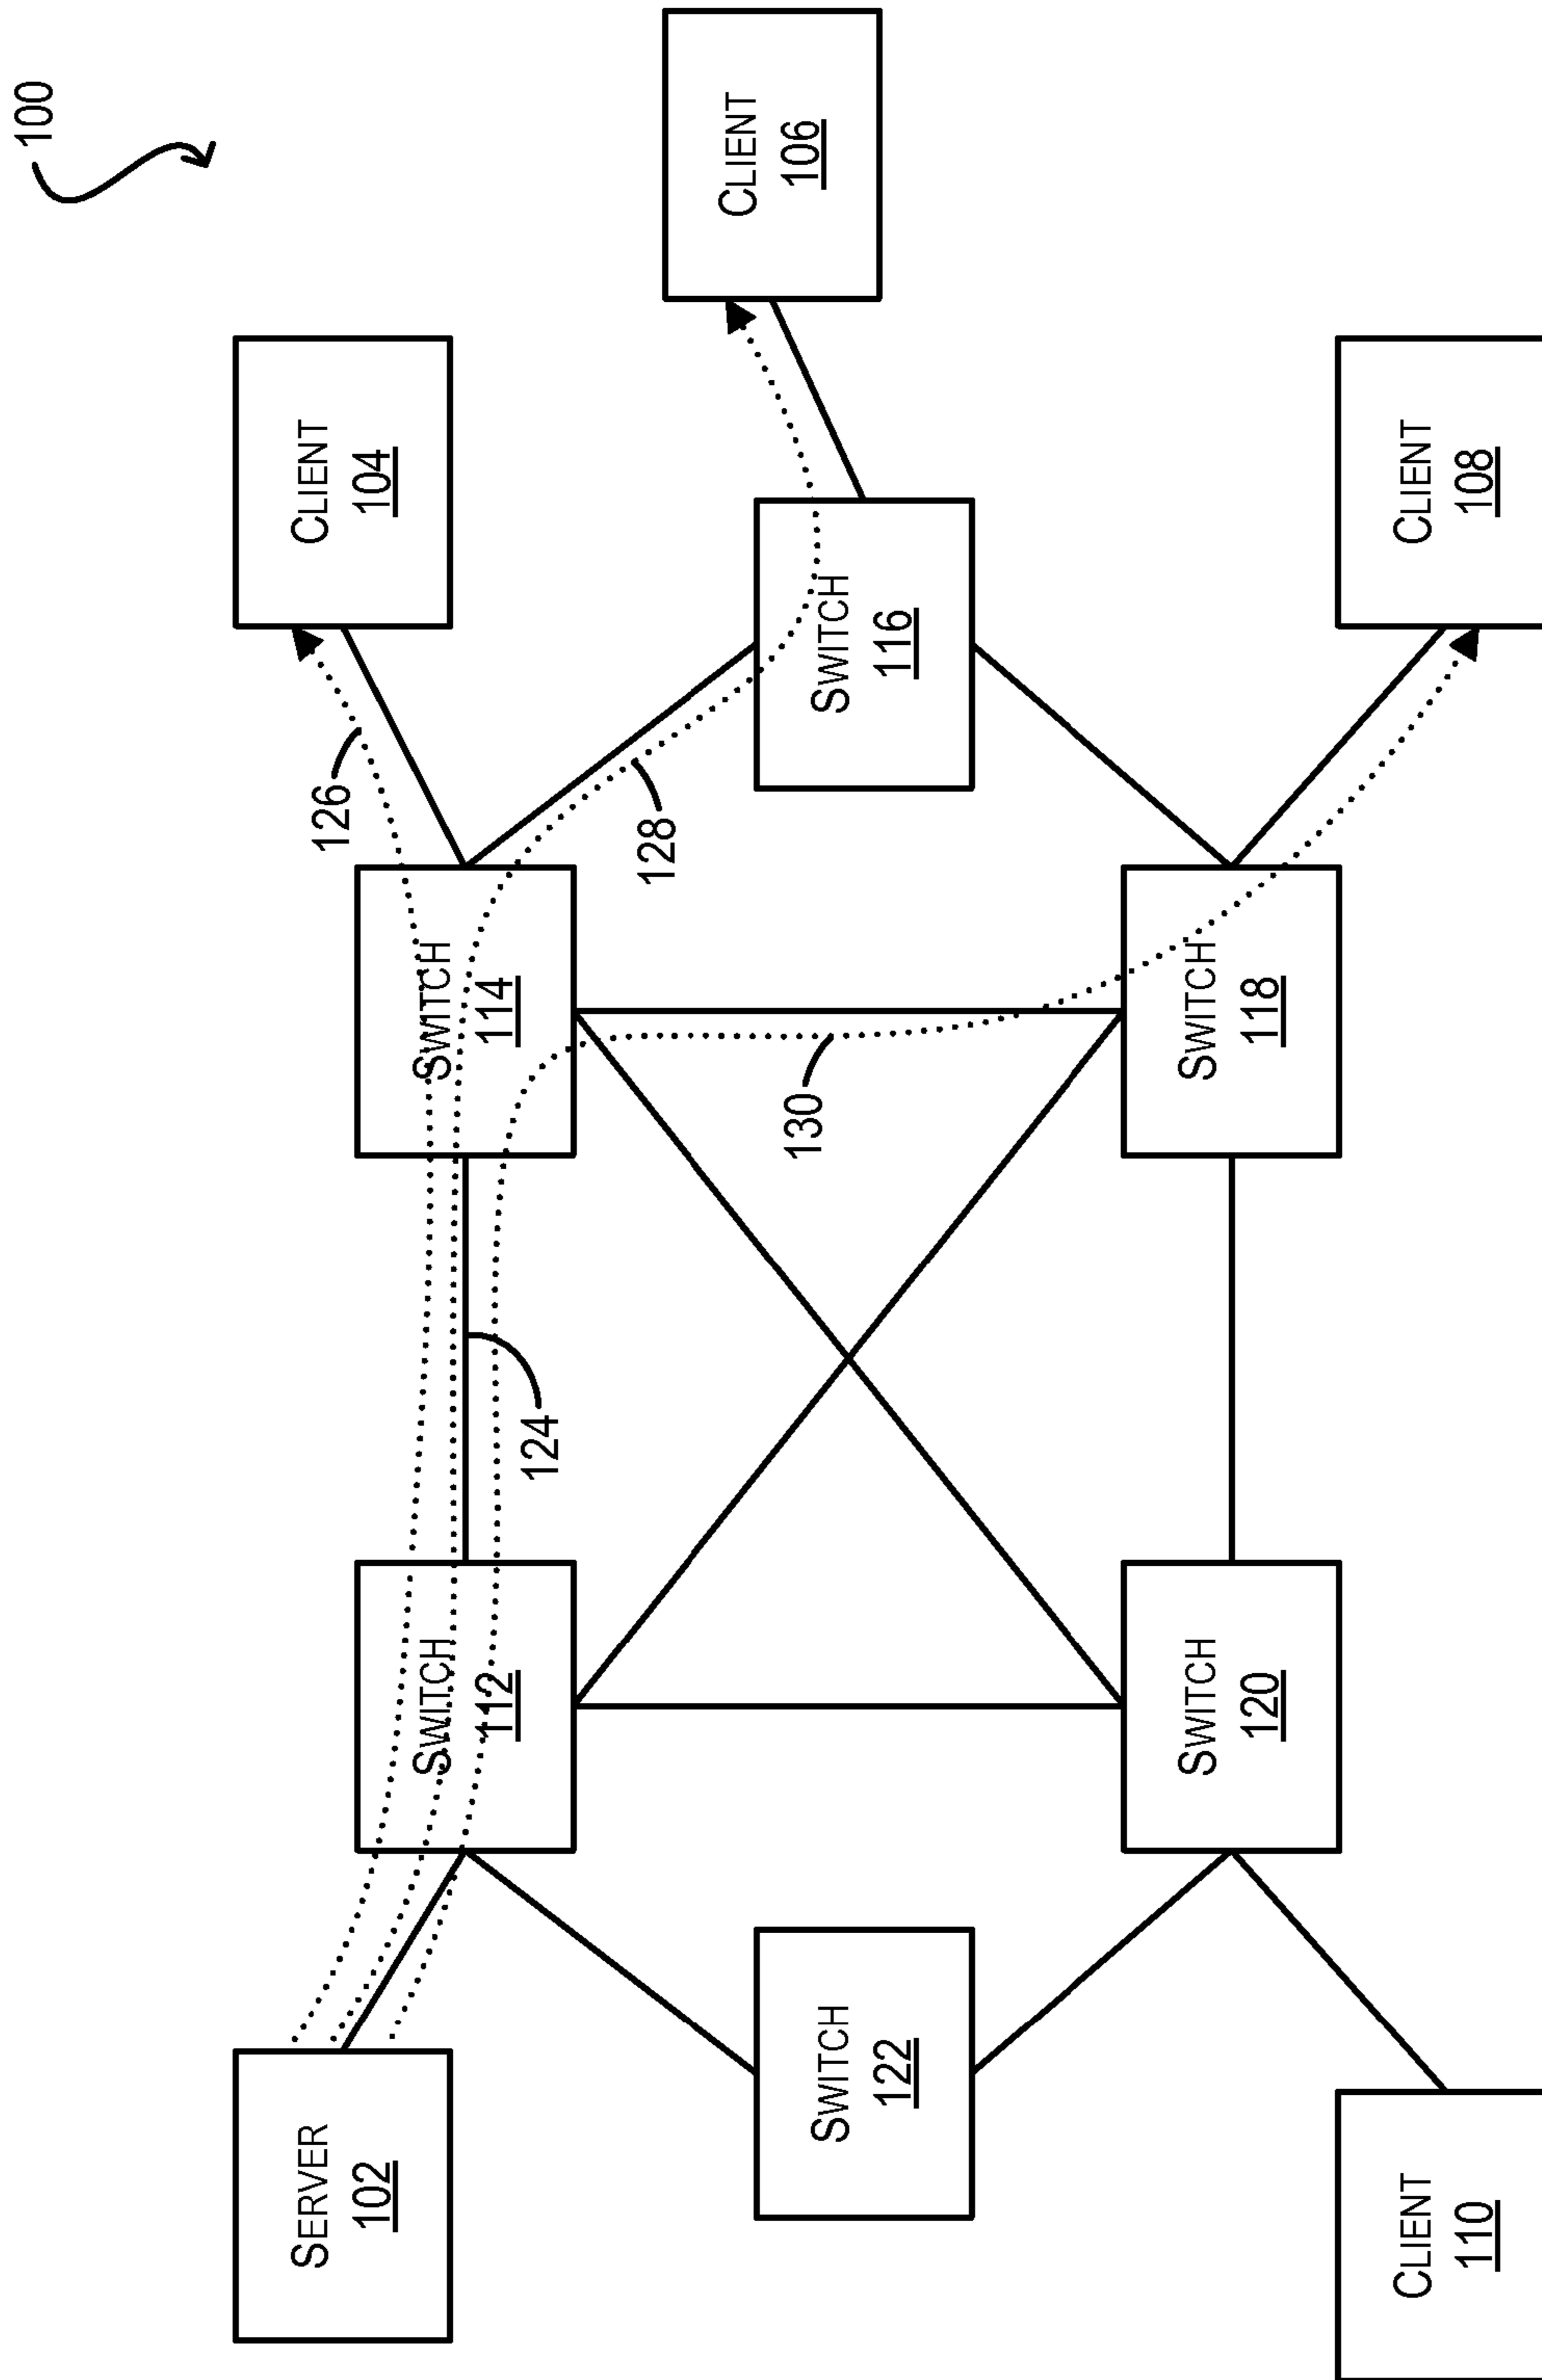 100
SERVER
102
CLIENT
104
126
SWITCH
112
SWITCH
114
124
128
CLIENT
106
SWITCH
122
SWITCH
116
130
SWITCH
120
SWITCH
118
CLIENT
110
CLIENT
108